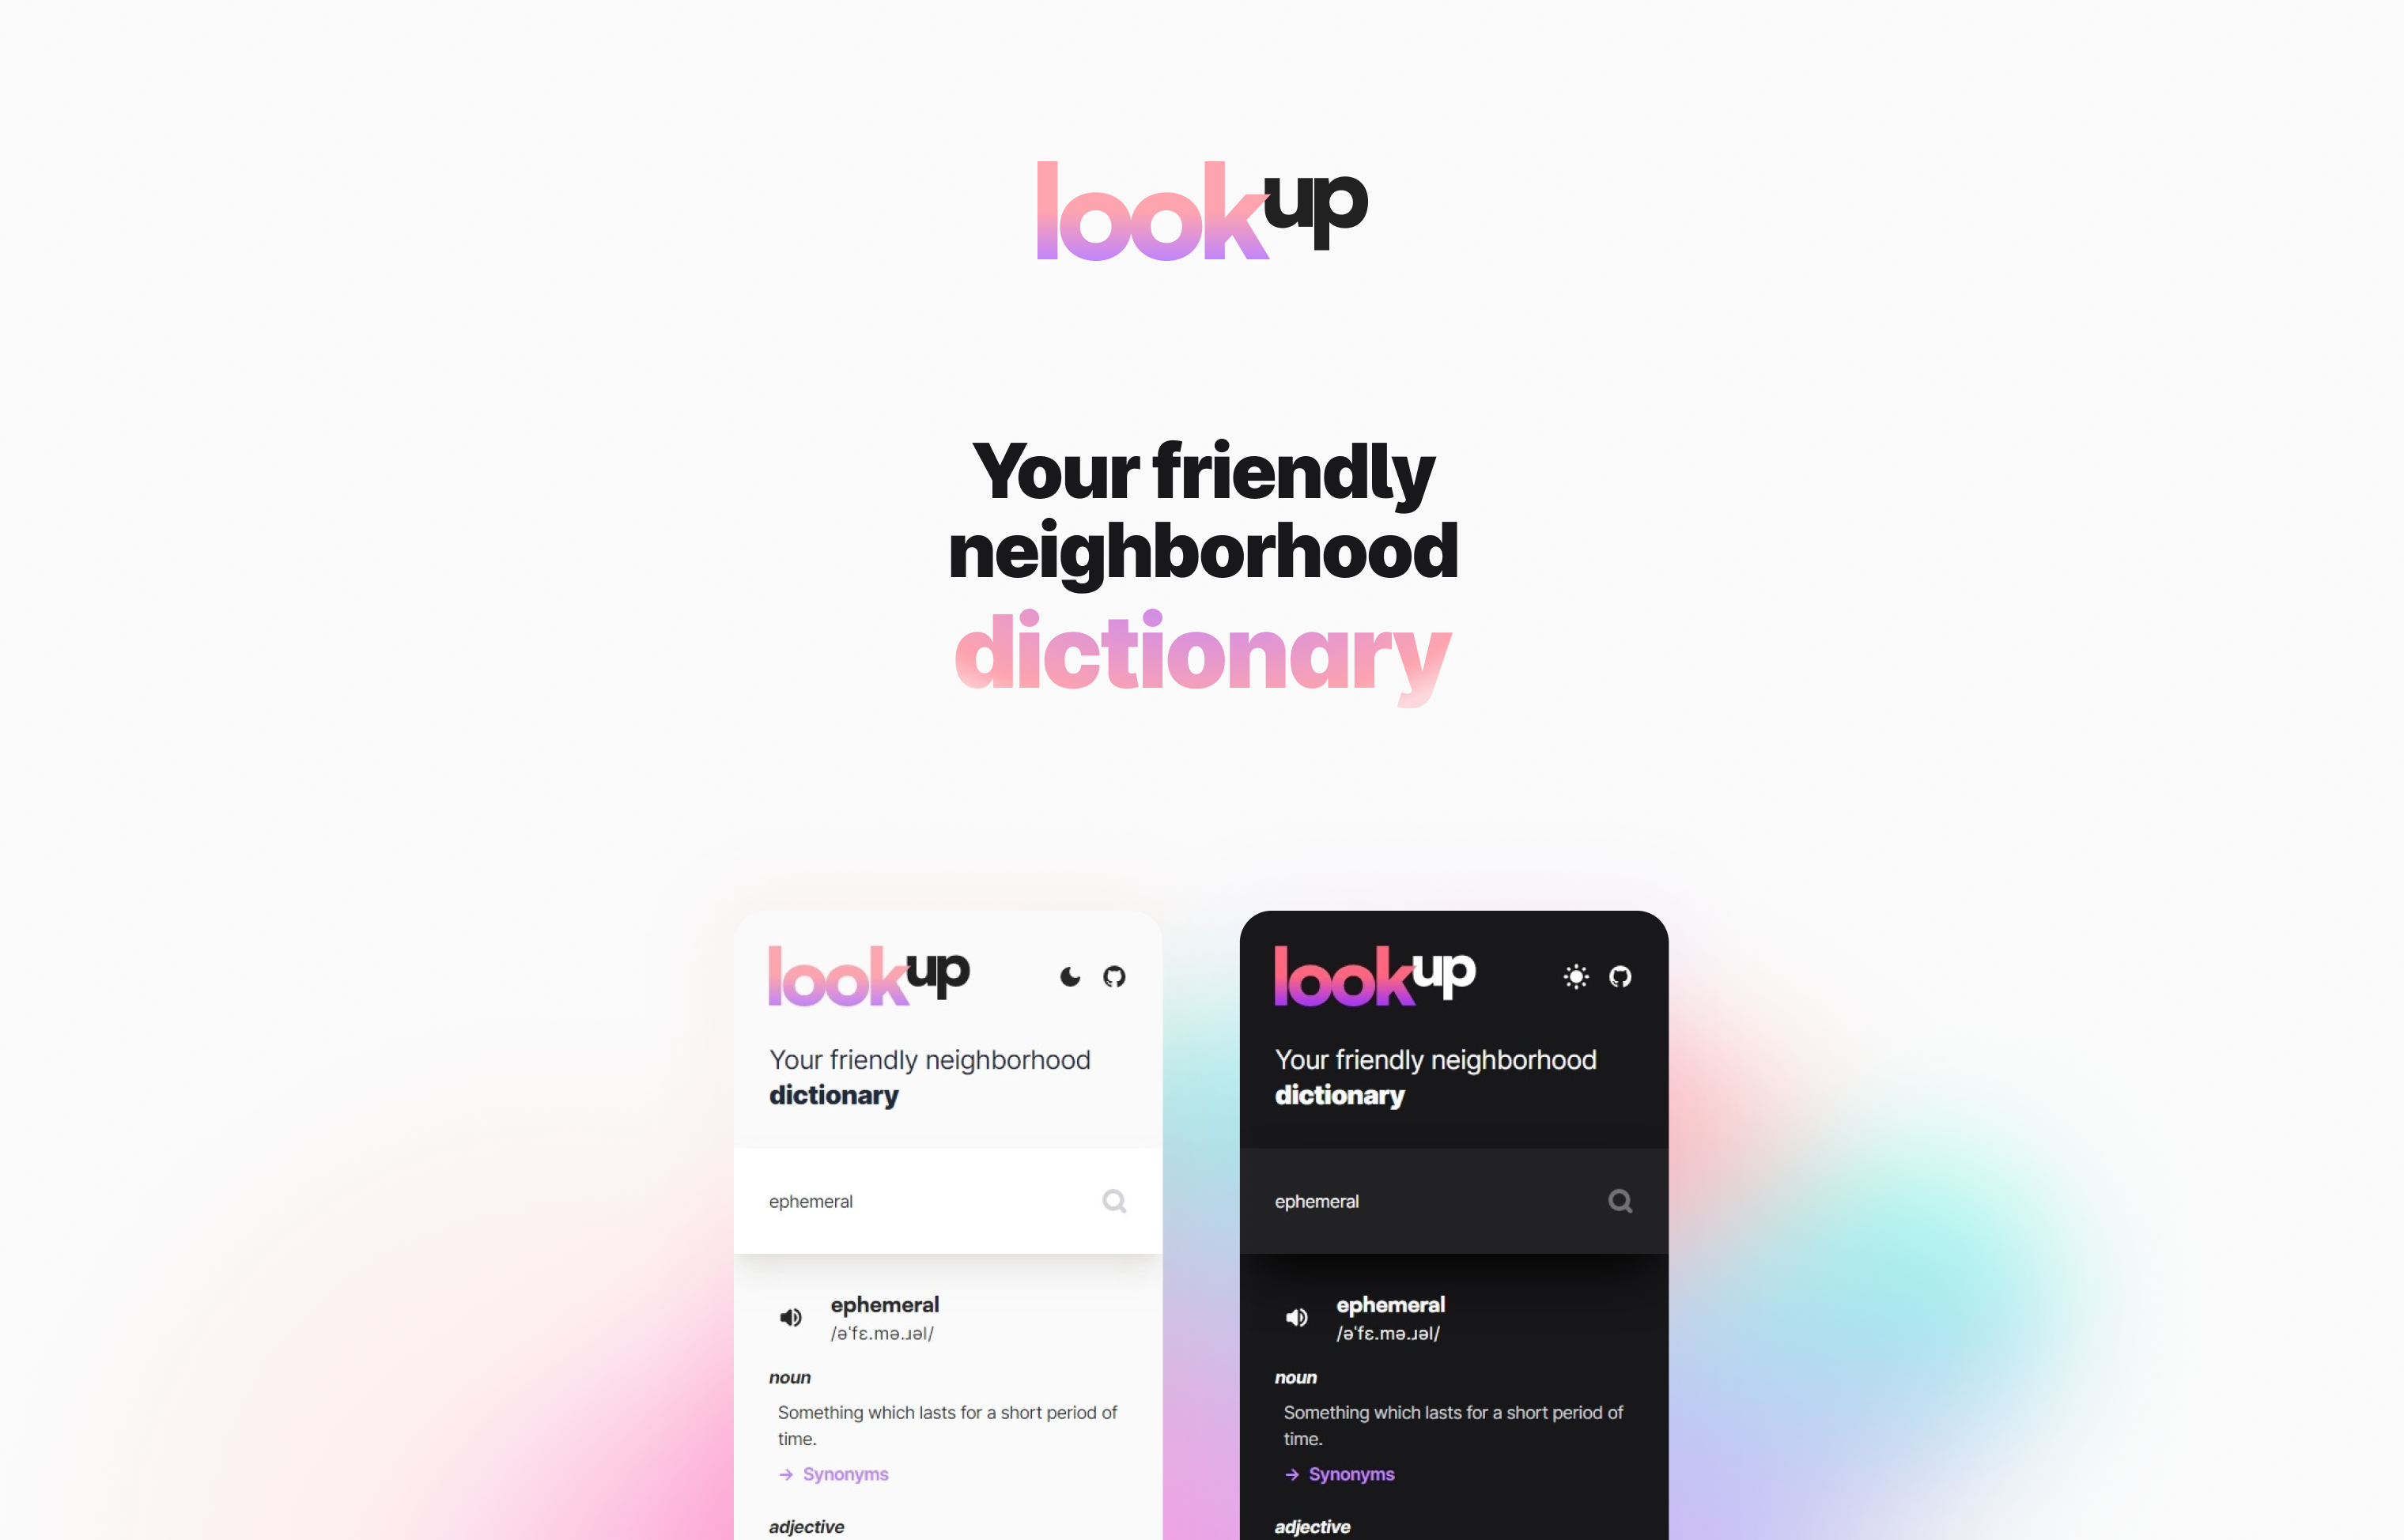 lookup
Your friendly
neighborhood
dictionary
lookup
Your friendly neighborhood
dictionary
ephemeral
ephemeral
/əˈfɛ.mə.ɹəl/
noun
Something which lasts for a short period of
time.
→ Synonyms
adjective
lookup
Your friendly neighborhood
dictionary
ephemeral
ephemeral
/əˈfɛ.mə.ɹəl/
noun
Something which lasts for a short period of
time.
→ Synonyms
adjective